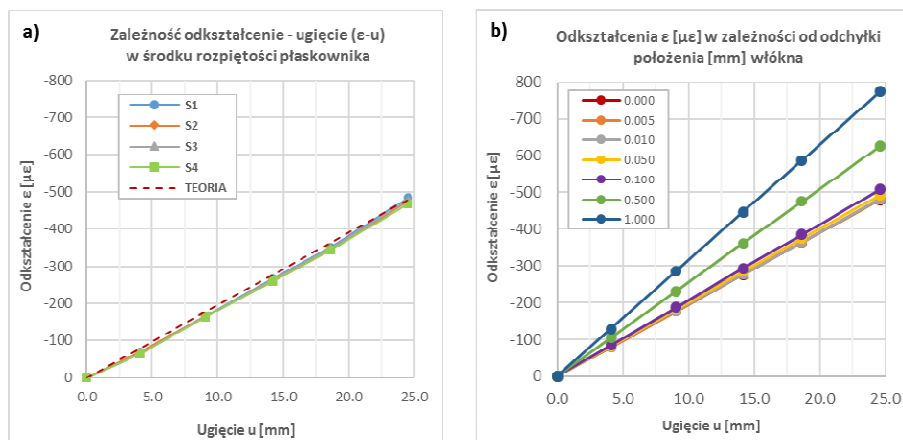 a)
Zależność odkształcenie - ugięcie (ε-u)
w środku rozpiętości płaskownika
-800
-700
-600
-500
-400
-300
-200
-100
0
Odkształcenie ε [µε]
S1
S2
S3
S4
TEORIA
0.0
5.0
10.0
15.0
20.0
25.0
Ugięcie u [mm]
b)
Odkształcenia ε [µε] w zależności od odchyłki
położenia [mm] włókna
-800
-700
-600
-500
-400
-300
-200
-100
0
Odkształcenie ε [µε]
0.000
0.005
0.010
0.050
0.100
0.500
1.000
0.0
5.0
10.0
15.0
20.0
25.0
Ugięcie u [mm]